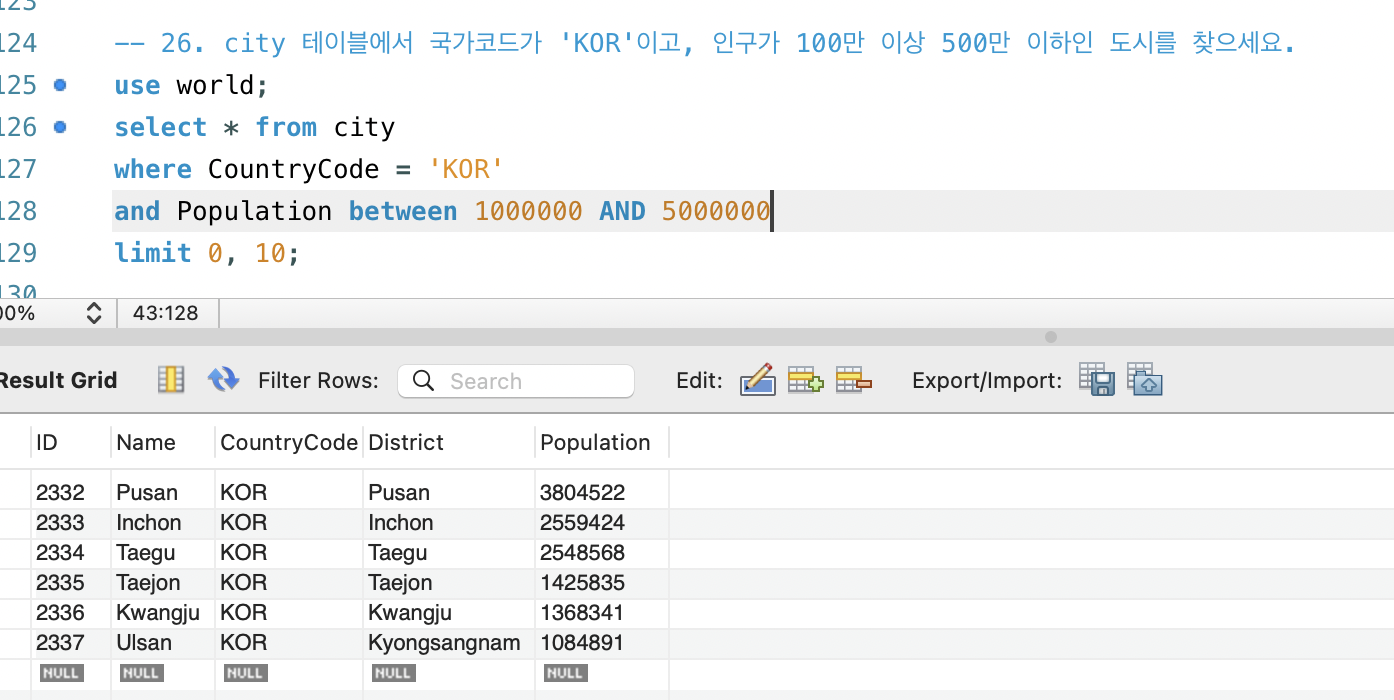 123
124 -- 26. city 테이블에서 국가코드가 'KOR'이고, 인구가 100만 이상 500만 이하인 도시를 찾으세요.
125 use world;
126 select * from city
127 where CountryCode = 'KOR'
128 and Population between 1000000 AND 5000000
129 limit 0, 10;
130
00% 43:128
Result Grid Filter Rows: Search Edit: Export/Import:
ID Name CountryCode District Population
2332 Pusan KOR Pusan 3804522
2333 Inchon KOR Inchon 2559424
2334 Taegu KOR Taegu 2548568
2335 Taejon KOR Taejon 1425835
2336 Kwangju KOR Kwangju 1368341
2337 Ulsan KOR Kyongsangnam 1084891
NULL NULL NULL NULL NULL